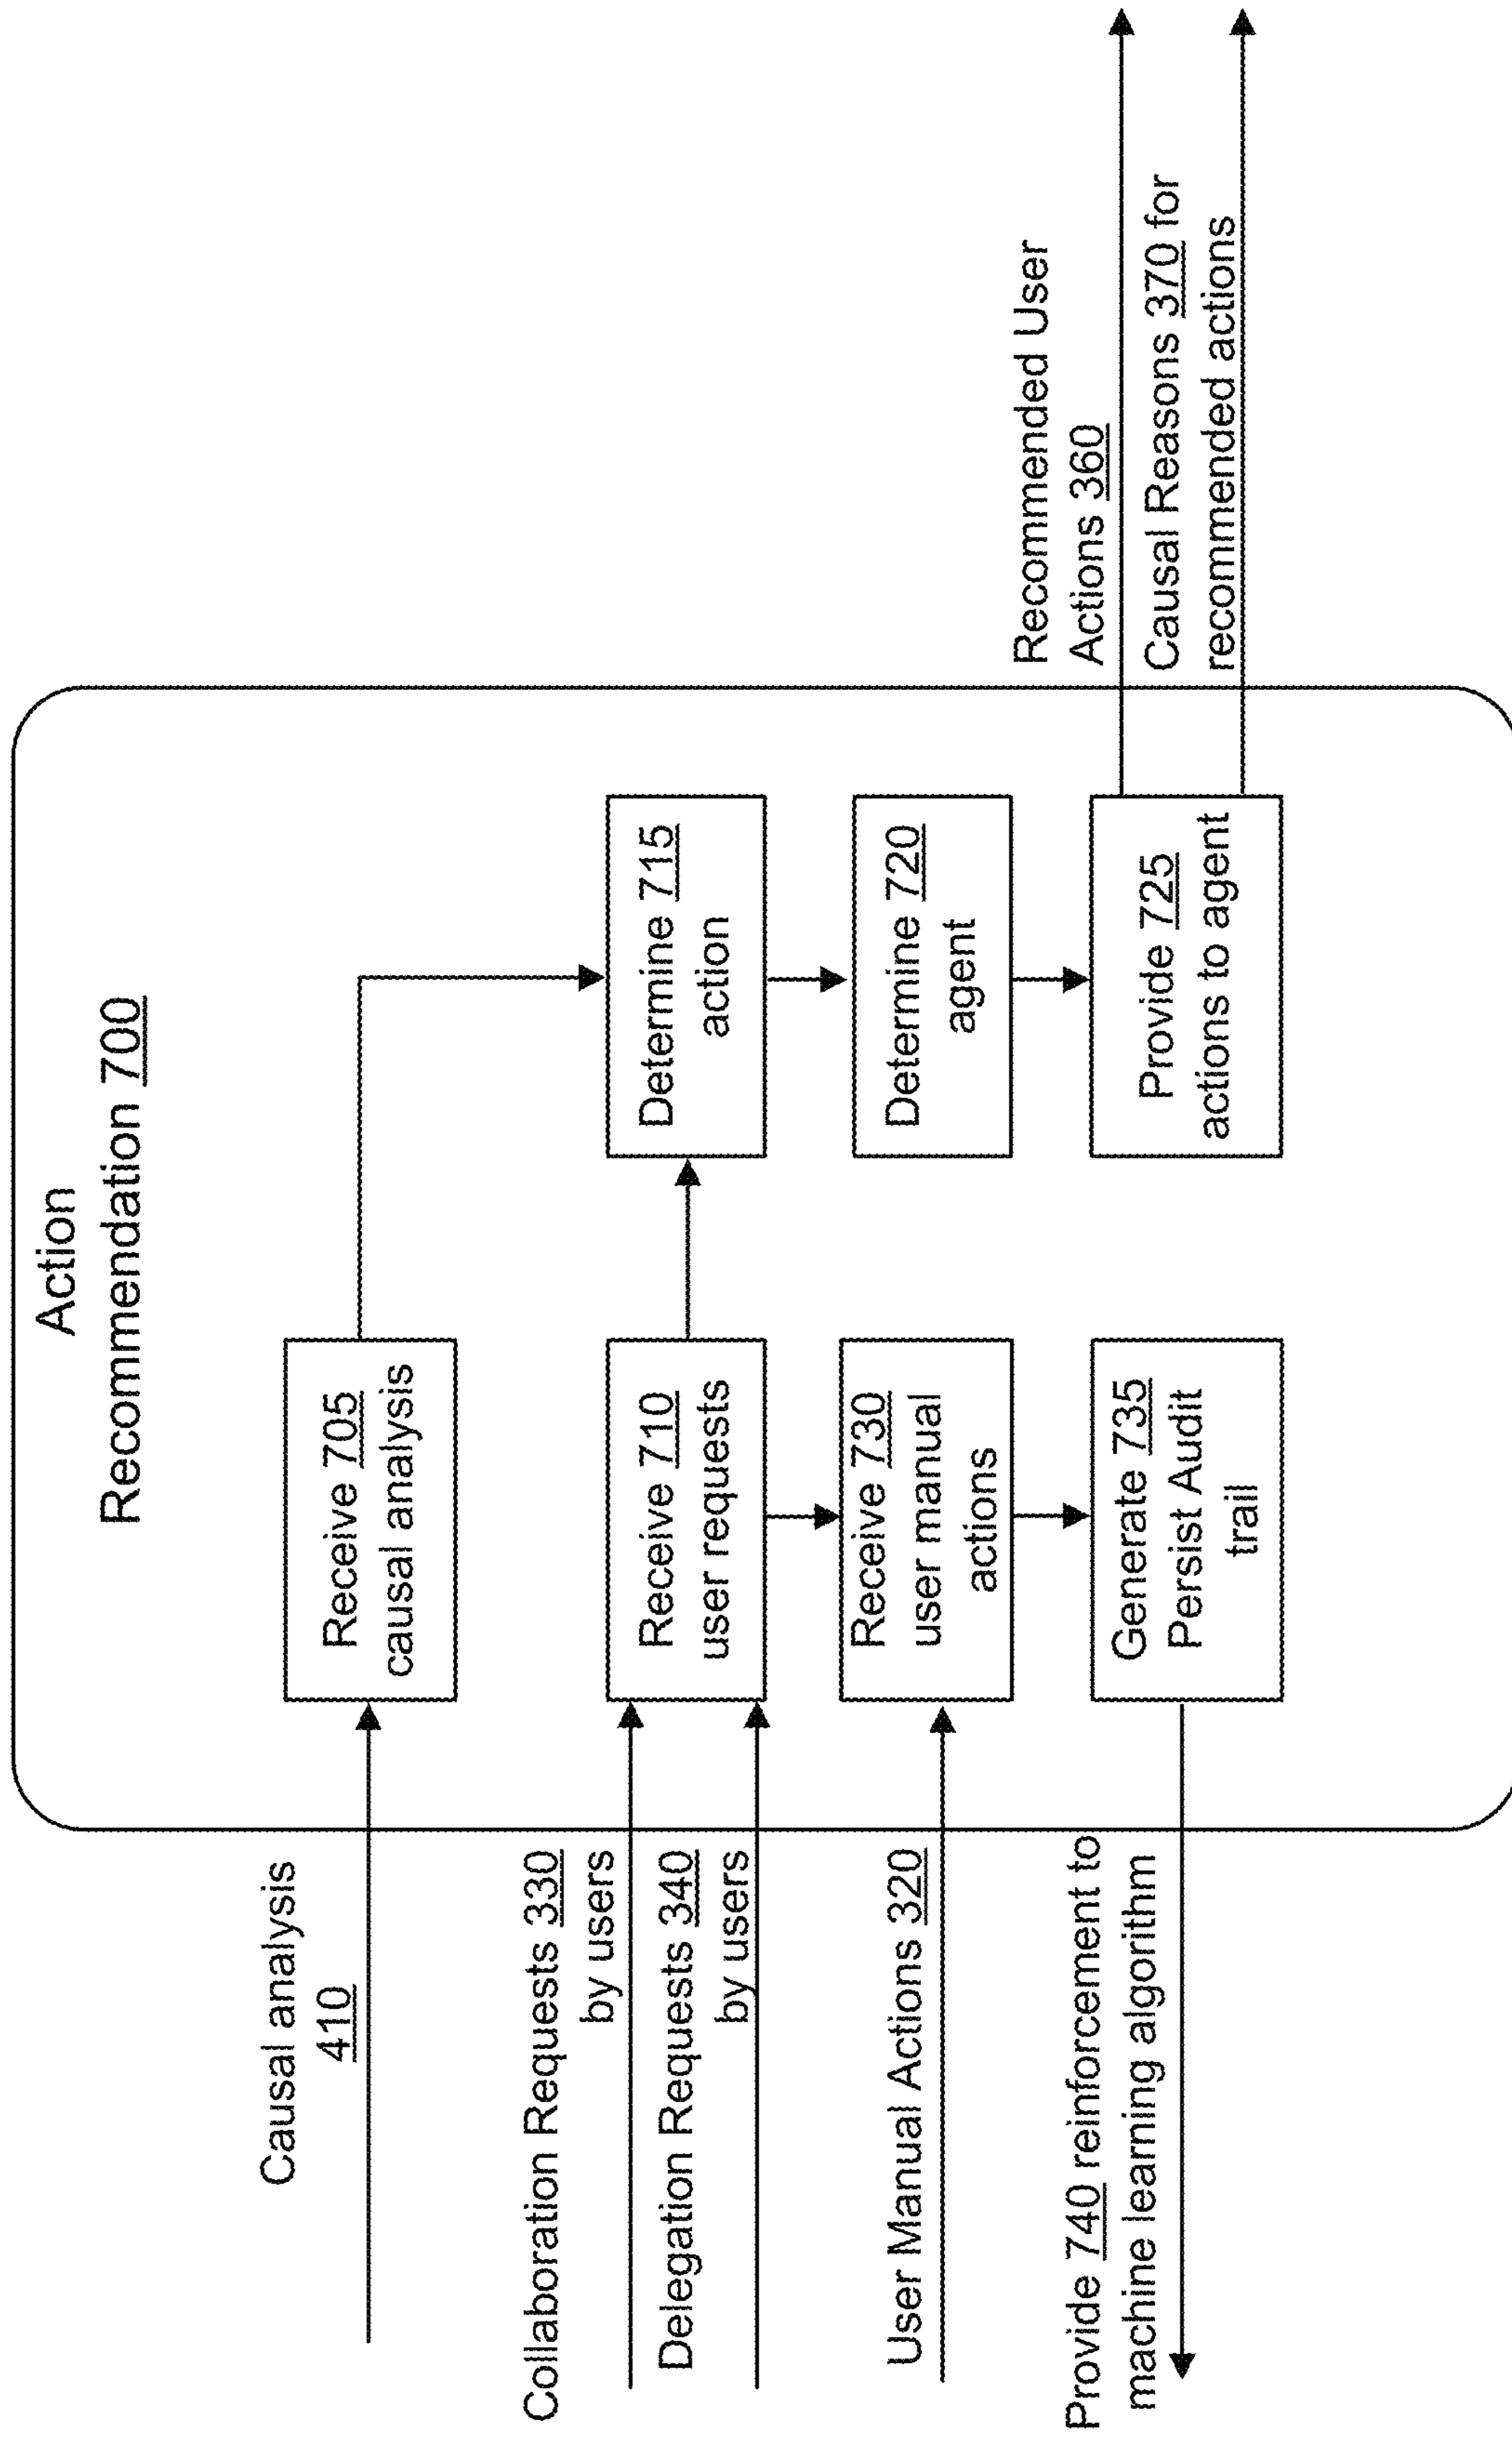 Action
Recommendation 700
Causal analysis
410
Receive 705
causal analysis
Collaboration Requests 330
by users
Delegation Requests 340
by users
Receive 710
user requests
Determine 715
action
User Manual Actions 320
Receive 730
user manual
actions
Determine 720
agent
Provide 740 reinforcement to
machine learning algorithm
Generate 735
Persist Audit
trail
Provide 725
actions to agent
Recommended User
Actions 360
Causal Reasons 370 for
recommended actions